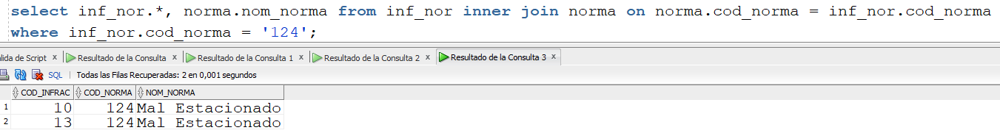 select inf_nor.*, norma.nom_norma from inf_nor inner join norma on norma.cod_norma = inf_nor.cod_norma
where inf_nor.cod_norma = '124';
alida de Script x Resultado de la Consulta x Resultado de la Consulta 1 x Resultado de la Consulta 2 x Resultado de la Consulta 3 x
SQL | Todas las Filas Recuperadas: 2 en 0,001 segundos
COD_INFRAC COD_NORMA NOM_NORMA
1 10 124 Mal Estacionado
2 13 124 Mal Estacionado